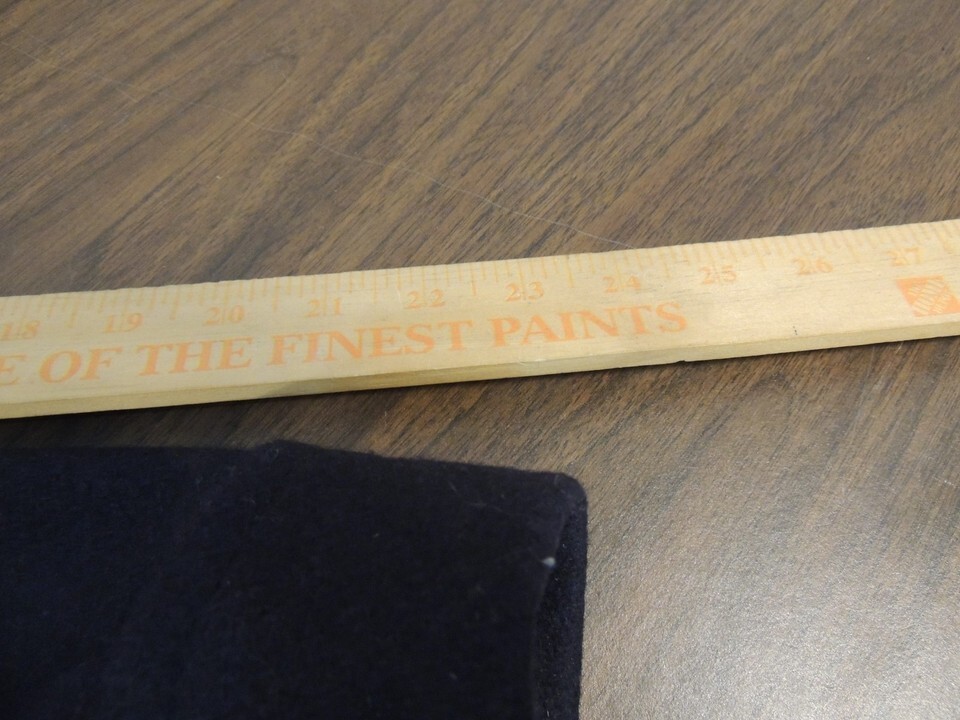 18 19 20 21 22 23 24 25 26 27
E OF THE FINEST PAINTS